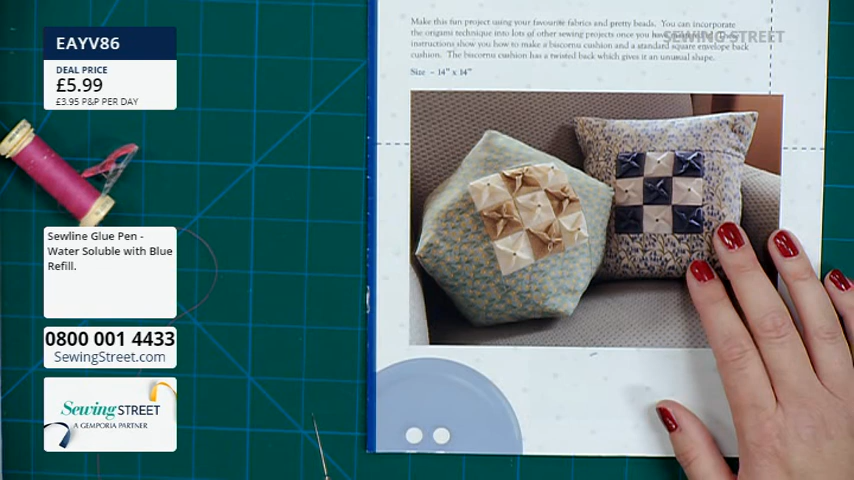 EAYV86
DEAL PRICE
£5.99
£3.95 P&P PER DAY
Sewline Glue Pen -
Water Soluble with Blue
Refill.
0800 001 4433
SewingStreet.com
Sewing STREET
A GEMPORIA PARTNER
SEWING STREET
Make this fun project using your favourite fabrics and pretty beads. You can incorporate
the origami technique into lots of other sewing projects once you have
instructions show you how to make a biscornu cushion and a standard square envelope back
cushion. The biscornu cushion has a twisted back which gives it an unusual shape.
Size - 14" x 14"